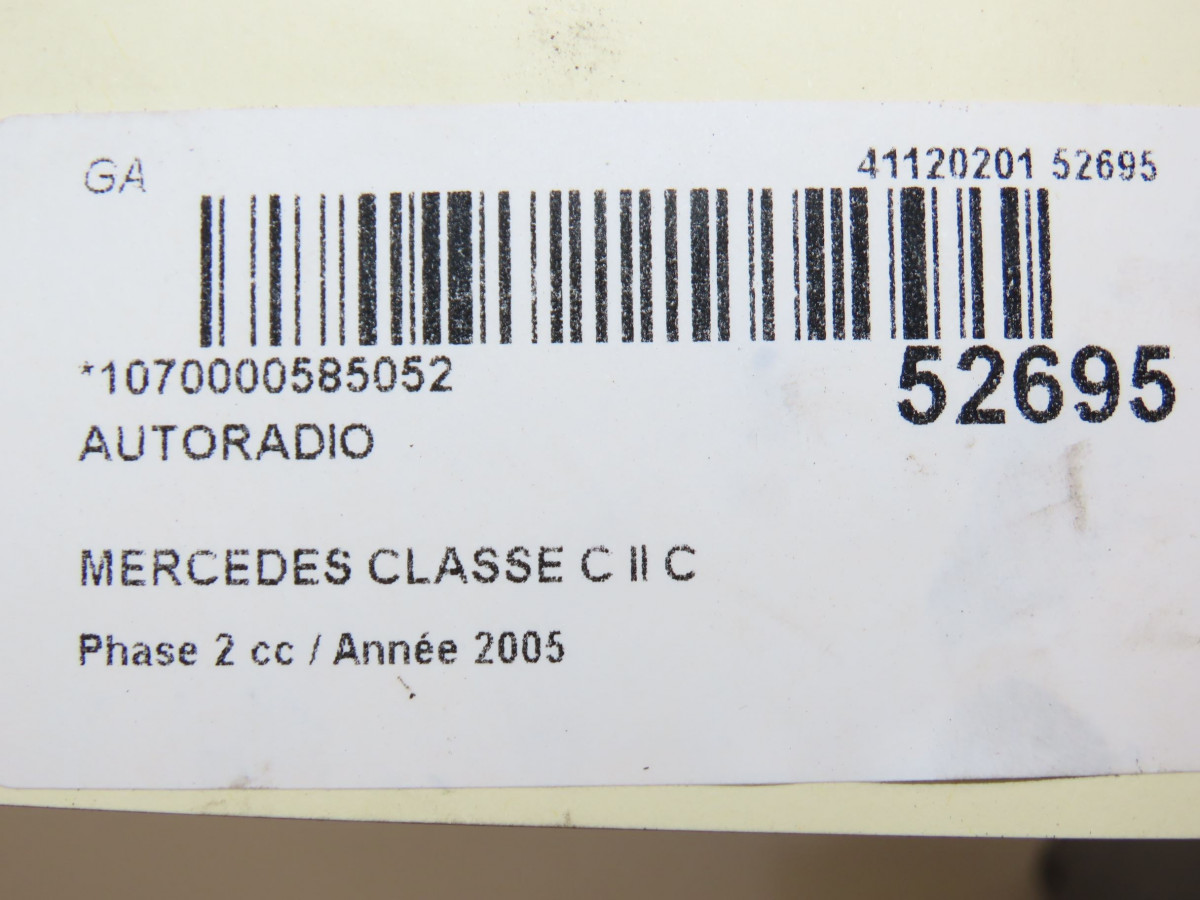 GA
41120201 52695
*1070000585052
52695
AUTORADIO
MERCEDES CLASSE C II C
Phase 2 cc / Année 2005